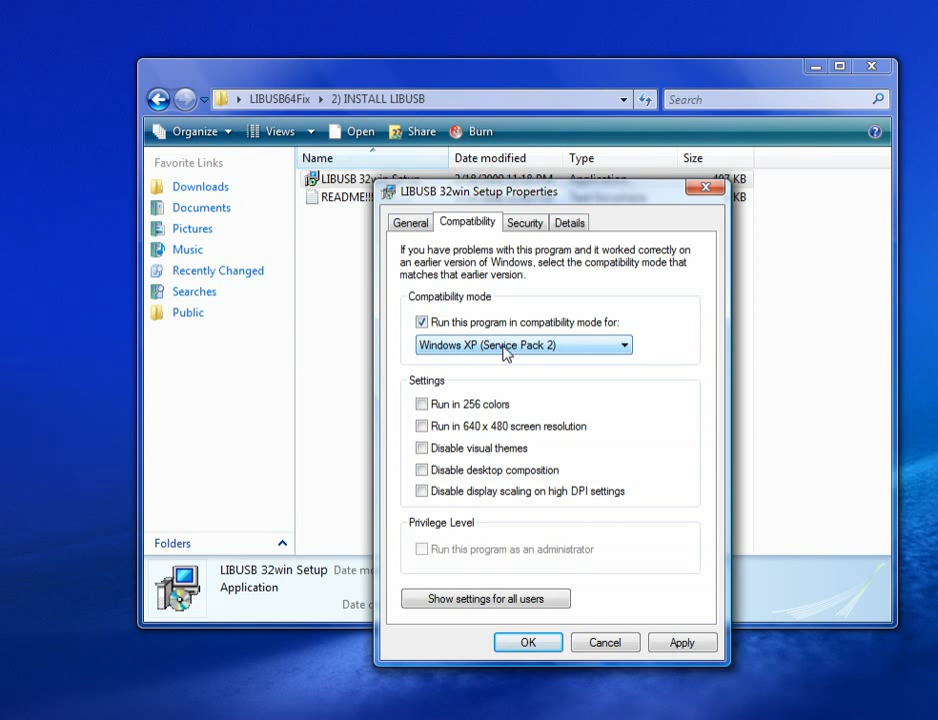 LIBUSB64Fix
2) INSTALL LIBUSB
Search
Organize
Views
Open
Share
Burn
Favorite Links
Name
Date modified
Type
Size
Downloads
Documents
Pictures
Music
Recently Changed
Searches
Public
Folders
LIBUSB 32win Setup
KB
README!!!
KB
LIBUSB 32win Setup Properties
General
Compatibility
Security
Details
If you have problems with this program and it worked correctly on
an earlier version of Windows, select the compatibility mode that
matches that earlier version.
Compatibility mode
Run this program in compatibility mode for:
Windows XP (Service Pack 2)
Settings
Run in 256 colors
Run in 640 x 480 screen resolution
Disable visual themes
Disable desktop composition
Disable display scaling on high DPI settings
Privilege Level
Run this program as an administrator
Show settings for all users
OK
Cancel
Apply
LIBUSB 32win Setup Date
Application
Date